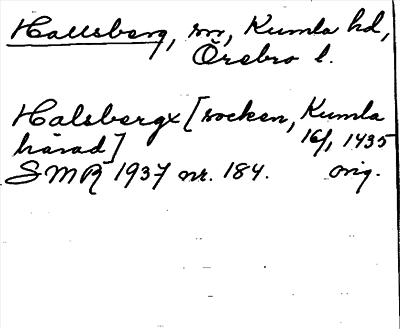 Hallsberg, sn, Kumla hd,
Örebro l.
Halsbergx [socken, Kumla
härad] 16/1 1435
SMR 1937 nr. 184. orig.